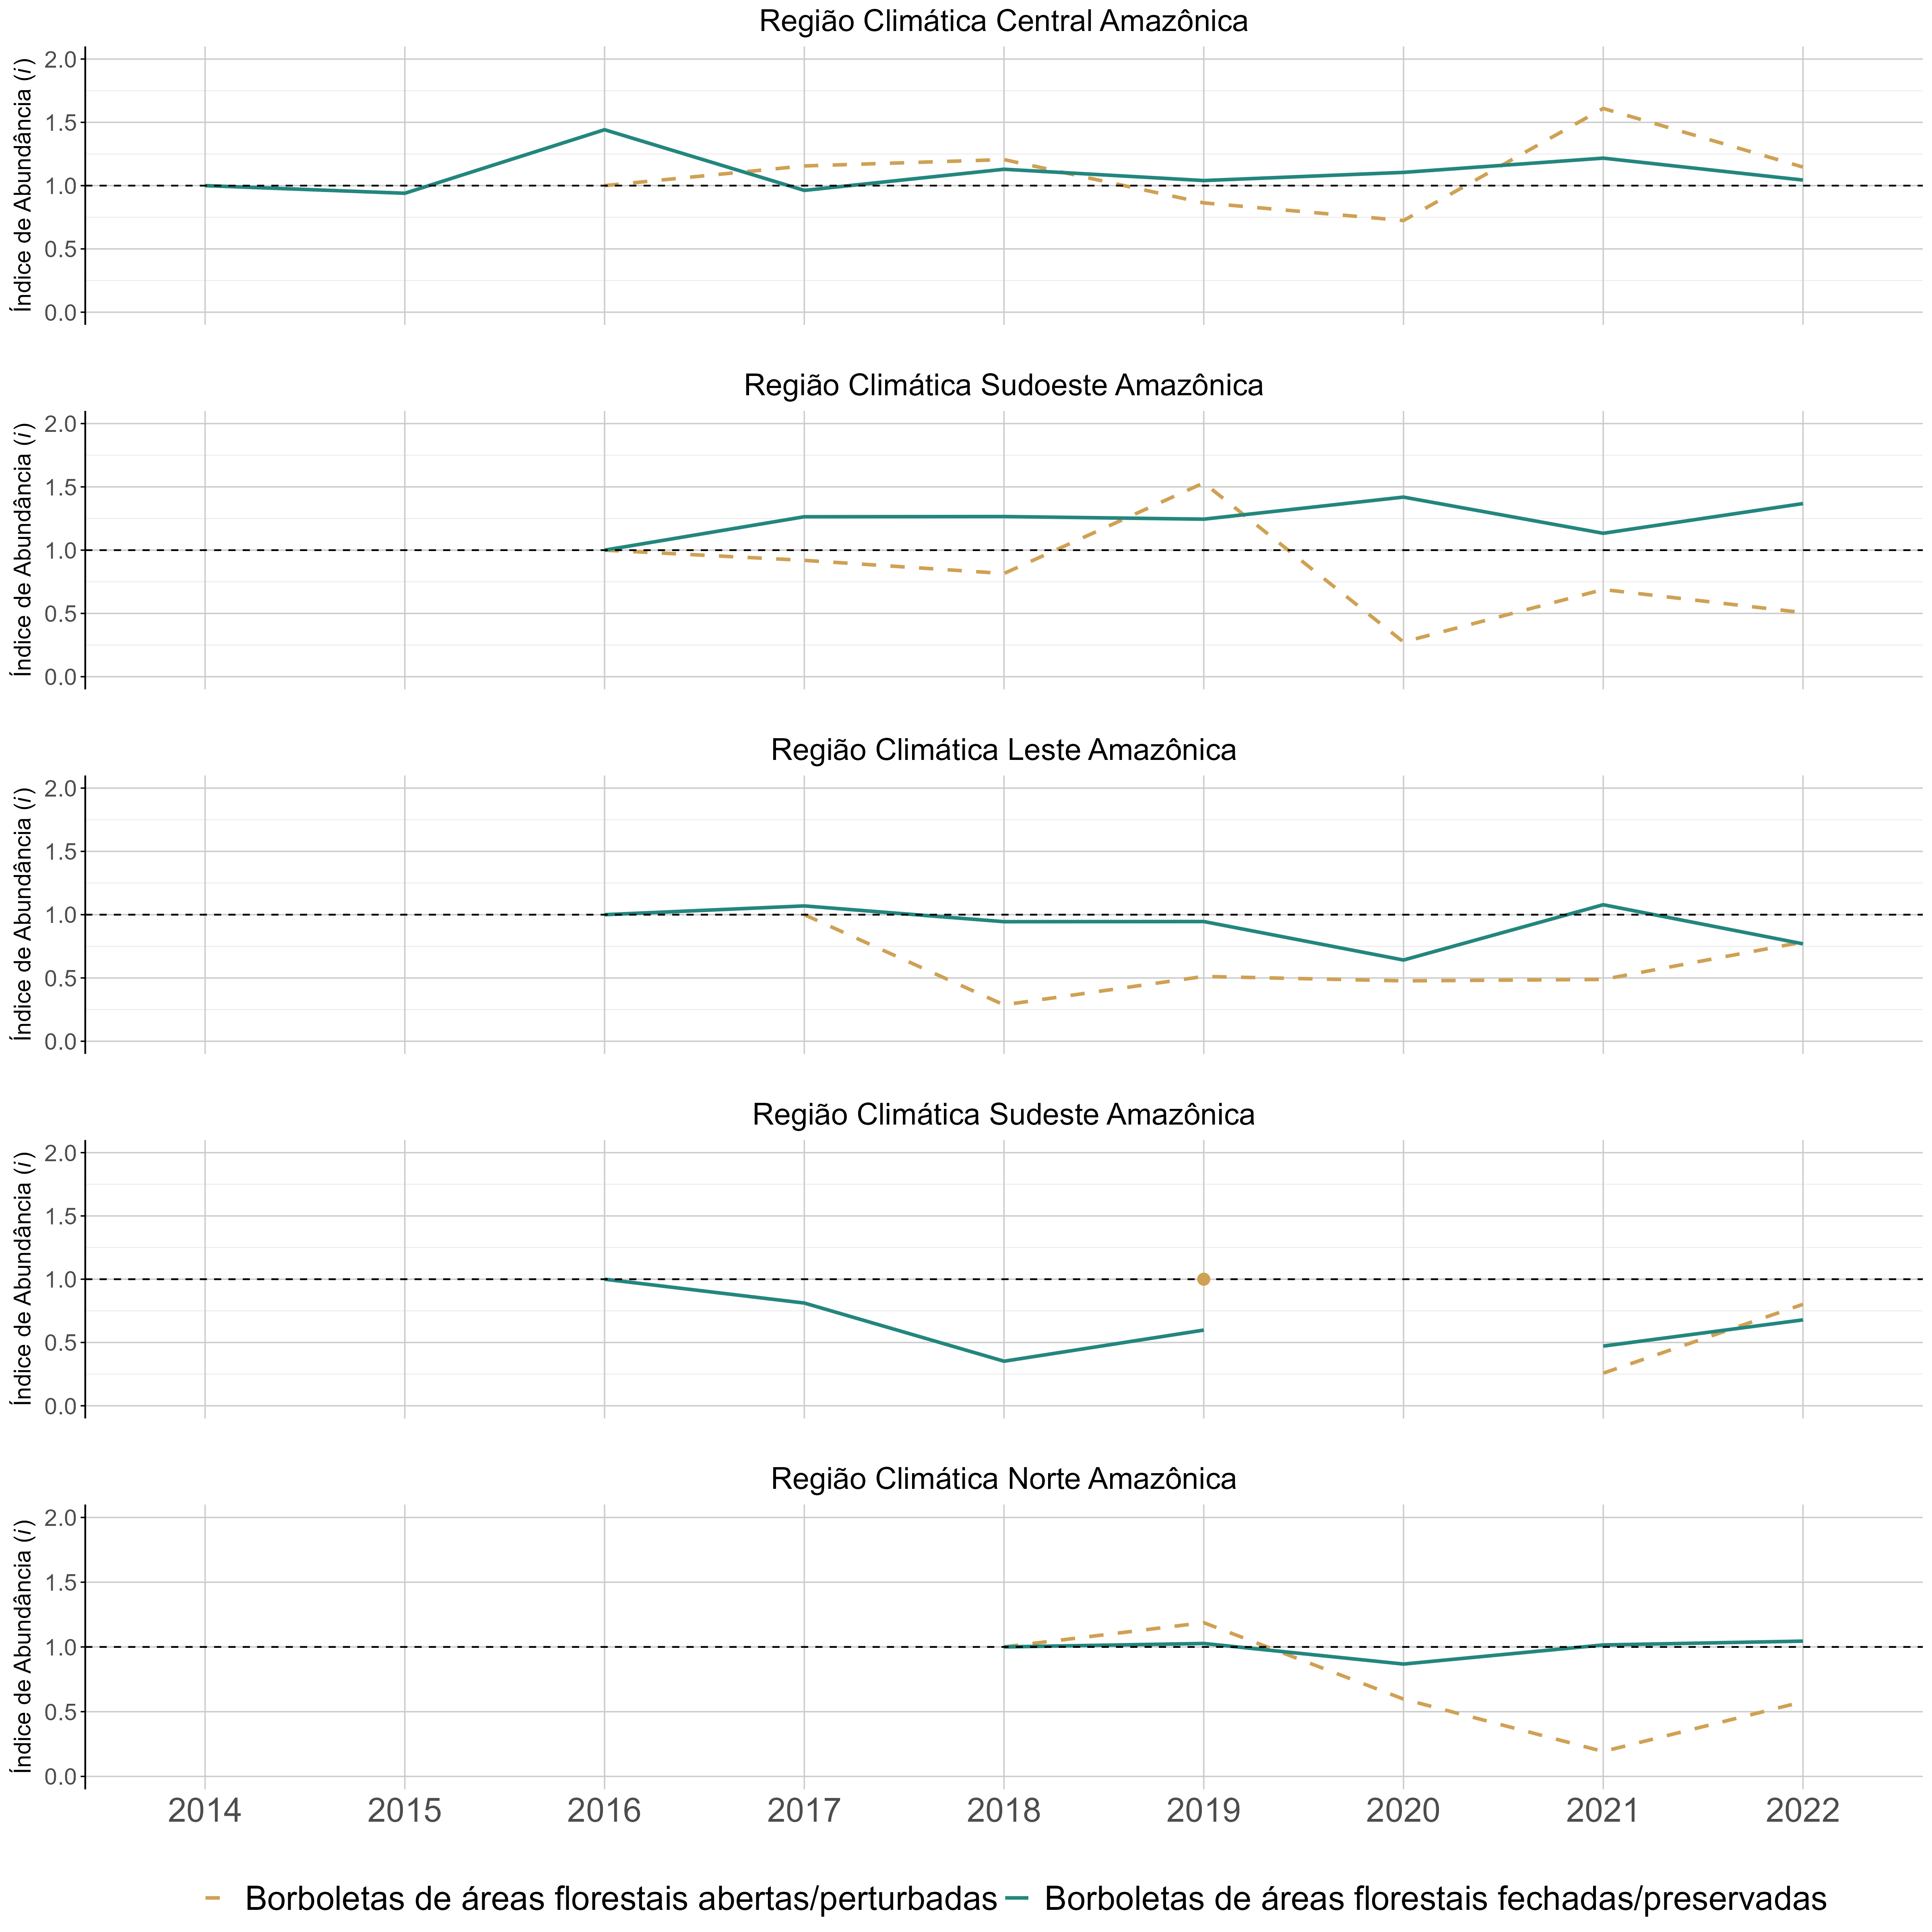 Região Climática Central Amazônica
Índice de Abundância (i)
2.0
1.5
1.0
0.5
0.0
Região Climática Sudoeste Amazônica
Índice de Abundância (i)
2.0
1.5
1.0
0.5
0.0
Região Climática Leste Amazônica
Índice de Abundância (i)
2.0
1.5
1.0
0.5
0.0
Região Climática Sudeste Amazônica
Índice de Abundância (i)
2.0
1.5
1.0
0.5
0.0
Região Climática Norte Amazônica
Índice de Abundância (i)
2.0
1.5
1.0
0.5
0.0
2014 2015 2016 2017 2018 2019 2020 2021 2022
Borboletas de áreas florestais abertas/perturbadas Borboletas de áreas florestais fechadas/preservadas